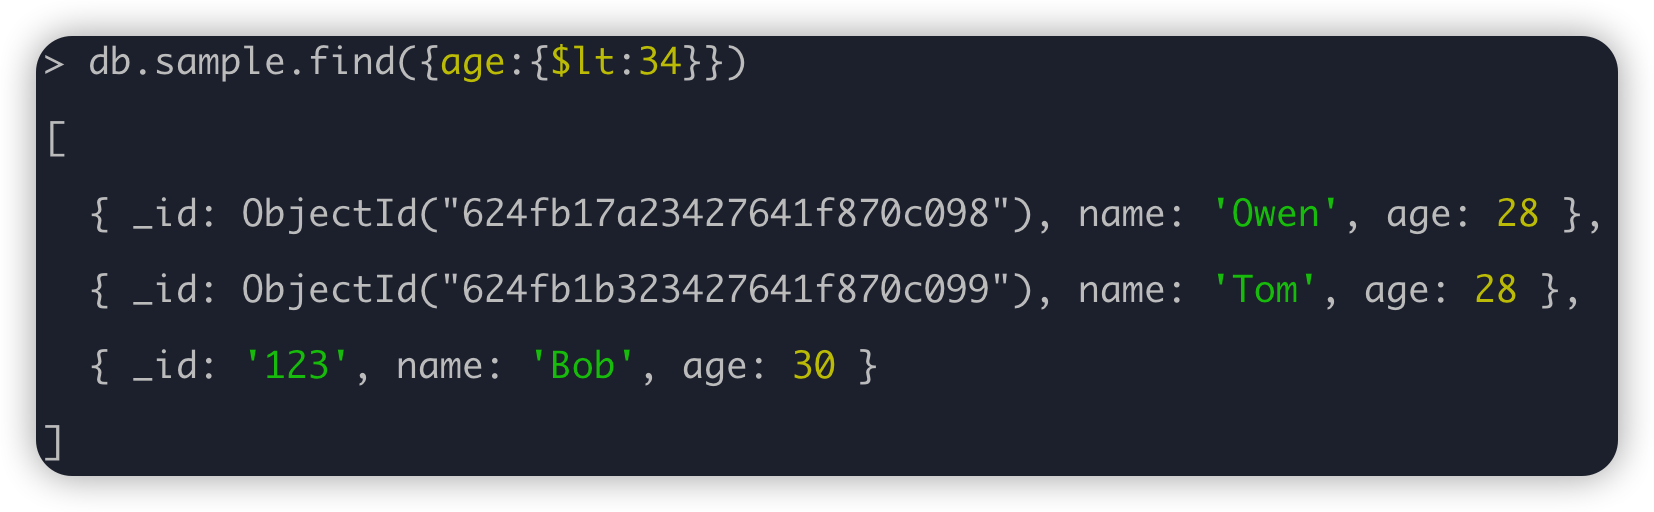 > db.sample.find({age:{$lt:34}})
[
  { _id: ObjectId("624fb17a23427641f870c098"), name: 'Owen', age: 28 },
  { _id: ObjectId("624fb1b323427641f870c099"), name: 'Tom', age: 28 },
  { _id: '123', name: 'Bob', age: 30 }
]